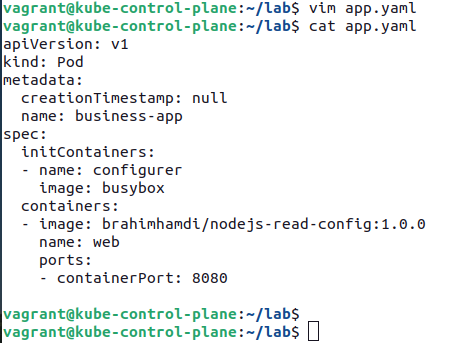 vagrant@kube-control-plane:~/lab$ vim app.yaml
vagrant@kube-control-plane:~/lab$ cat app.yaml
apiVersion: v1
kind: Pod
metadata:
  creationTimestamp: null
  name: business-app
spec:
  initContainers:
  - name: configurer
    image: busybox
  containers:
  - image: brahimhamdi/nodejs-read-config:1.0.0
    name: web
    ports:
    - containerPort: 8080
vagrant@kube-control-plane:~/lab$
vagrant@kube-control-plane:~/lab$